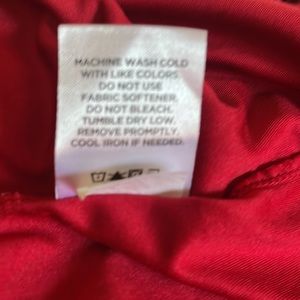 MACHINE WASH COLD
WITH LIKE COLORS.
DO NOT USE
FABRIC SOFTENER.
DO NOT BLEACH.
TUMBLE DRY LOW.
REMOVE PROMPTLY.
COOL IRON IF NEEDED.